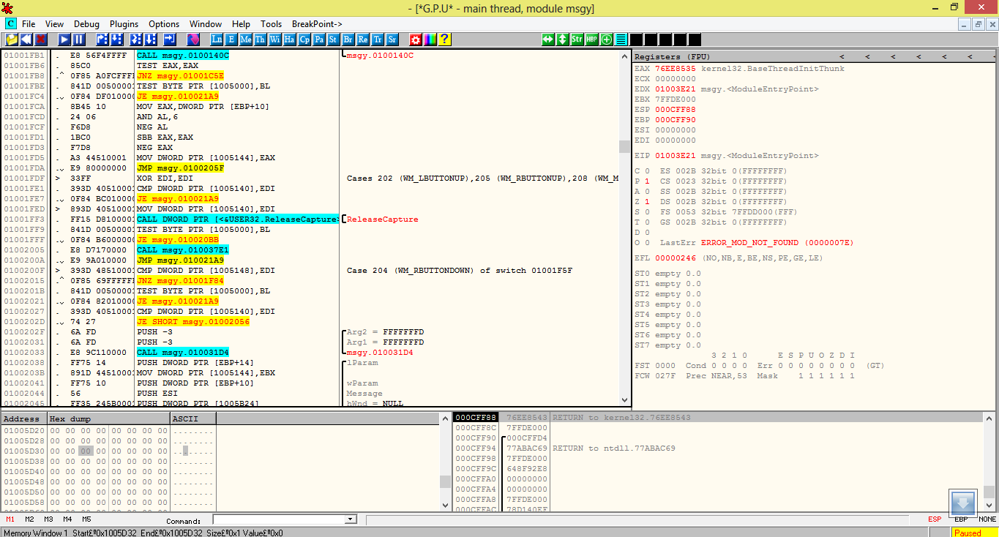 - [*G.P.U* - main thread, module msgy]
C File View Debug Plugins Options Window Help Tools BreakPoint->
Ln E Me Th Wi Ha Cp Pa St Br Re Tr Sr ? Str HBP
01001FB1 . E8 56F4FFFF CALL msgy.0100140C msgy.0100140C
01001FB6 . 85C0 TEST EAX,EAX
01001FB8 .^ 0F85 A0FCFFFF JNZ msgy.01001C5E
01001FBE . 841D 00500001 TEST BYTE PTR [1005000],BL
01001FC4 .v 0F84 DF010000 JE msgy.010021A9
01001FCA . 8B45 10 MOV EAX,DWORD PTR [EBP+10]
01001FCD . 24 06 AND AL,6
01001FCF . F6D8 NEG AL
01001FD1 . 1BC0 SBB EAX,EAX
01001FD3 . F7D8 NEG EAX
01001FD5 . A3 44510001 MOV DWORD PTR [1005144],EAX
01001FDA .v E9 80000000 JMP msgy.0100205F
01001FDF > 33FF XOR EDI,EDI Cases 202 (WM_LBUTTONUP),205 (WM_RBUTTONUP),208 (WM_M
01001FE1 . 393D 40510001 CMP DWORD PTR [1005140],EDI
01001FE7 .v 0F84 BC010000 JE msgy.010021A9
01001FED > 893D 40510001 MOV DWORD PTR [1005140],EDI
01001FF3 . FF15 D8100001 CALL DWORD PTR [<&USER32.ReleaseCapture> ReleaseCapture
01001FF9 . 841D 00500001 TEST BYTE PTR [1005000],BL
01001FFF .v 0F84 B6000000 JE msgy.010020BB
01002005 . E8 D7170000 CALL msgy.010037E1
0100200A .v E9 9A010000 JMP msgy.010021A9
0100200F > 393D 48510001 CMP DWORD PTR [1005148],EDI Case 204 (WM_RBUTTONDOWN) of switch 01001F5F
01002015 .^ 0F85 69FFFFFF JNZ msgy.01001F84
0100201B . 841D 00500001 TEST BYTE PTR [1005000],BL
01002021 .v 0F84 82010000 JE msgy.010021A9
01002027 . 393D 40510001 CMP DWORD PTR [1005140],EDI
0100202D .v 74 27 JE SHORT msgy.01002056
0100202F . 6A FD PUSH -3 Arg2 = FFFFFFFD
01002031 . 6A FD PUSH -3 Arg1 = FFFFFFFD
01002033 . E8 9C110000 CALL msgy.010031D4 msgy.010031D4
01002038 . FF75 14 PUSH DWORD PTR [EBP+14] lParam
0100203B . 891D 44510001 MOV DWORD PTR [1005144],EBX
01002041 . FF75 10 PUSH DWORD PTR [EBP+10] wParam
01002044 . 56 PUSH ESI Message
01002045 . FF35 245B0001 PUSH DWORD PTR [1005B24] hWnd = NULL
Registers (FPU) < < < < < <
EAX 76EE8535 kernel32.BaseThreadInitThunk
ECX 00000000
EDX 01003E21 msgy.<ModuleEntryPoint>
EBX 7FFDE000
ESP 000CFF88
EBP 000CFF90
ESI 00000000
EDI 00000000
EIP 01003E21 msgy.<ModuleEntryPoint>
C 0 ES 002B 32bit 0(FFFFFFFF)
P 1 CS 0023 32bit 0(FFFFFFFF)
A 0 SS 002B 32bit 0(FFFFFFFF)
Z 1 DS 002B 32bit 0(FFFFFFFF)
S 0 FS 0053 32bit 7FFDD000(FFF)
T 0 GS 002B 32bit 0(FFFFFFFF)
D 0
O 0 LastErr ERROR_MOD_NOT_FOUND (0000007E)
EFL 00000246 (NO,NB,E,BE,NS,PE,GE,LE)
ST0 empty 0.0
ST1 empty 0.0
ST2 empty 0.0
ST3 empty 0.0
ST4 empty 0.0
ST5 empty 0.0
ST6 empty 0.0
ST7 empty 0.0
3 2 1 0 E S P U O Z D I
FST 0000 Cond 0 0 0 0 Err 0 0 0 0 0 0 0 0 (GT)
FCW 027F Prec NEAR,53 Mask 1 1 1 1 1 1
Address Hex dump ASCII
01005D20 00 00 00 00 00 00 00 00 ........
01005D28 00 00 00 00 00 00 00 00 ........
01005D30 00 00 00 00 00 00 00 00 ........
01005D38 00 00 00 00 00 00 00 00 ........
01005D40 00 00 00 00 00 00 00 00 ........
01005D48 00 00 00 00 00 00 00 00 ........
01005D50 00 00 00 00 00 00 00 00 ........
01005D58 00 00 00 00 00 00 00 00 ........
000CFF88 76EE8543 RETURN to kernel32.76EE8543
000CFF8C 7FFDE000
000CFF90 000CFFD4
000CFF94 77ABAC69 RETURN to ntdll.77ABAC69
000CFF98 7FFDE000
000CFF9C 648F92E8
000CFFA0 00000000
000CFFA4 00000000
000CFFA8 7FFDE000
000CFFAC 78D140EF
M1 M2 M3 M4 M5 Command: ESP EBP NONE
Memory Window 1 Start£º0x1005D32 End£º0x1005D32 Size£º0x1 Value£º0x0 Paused